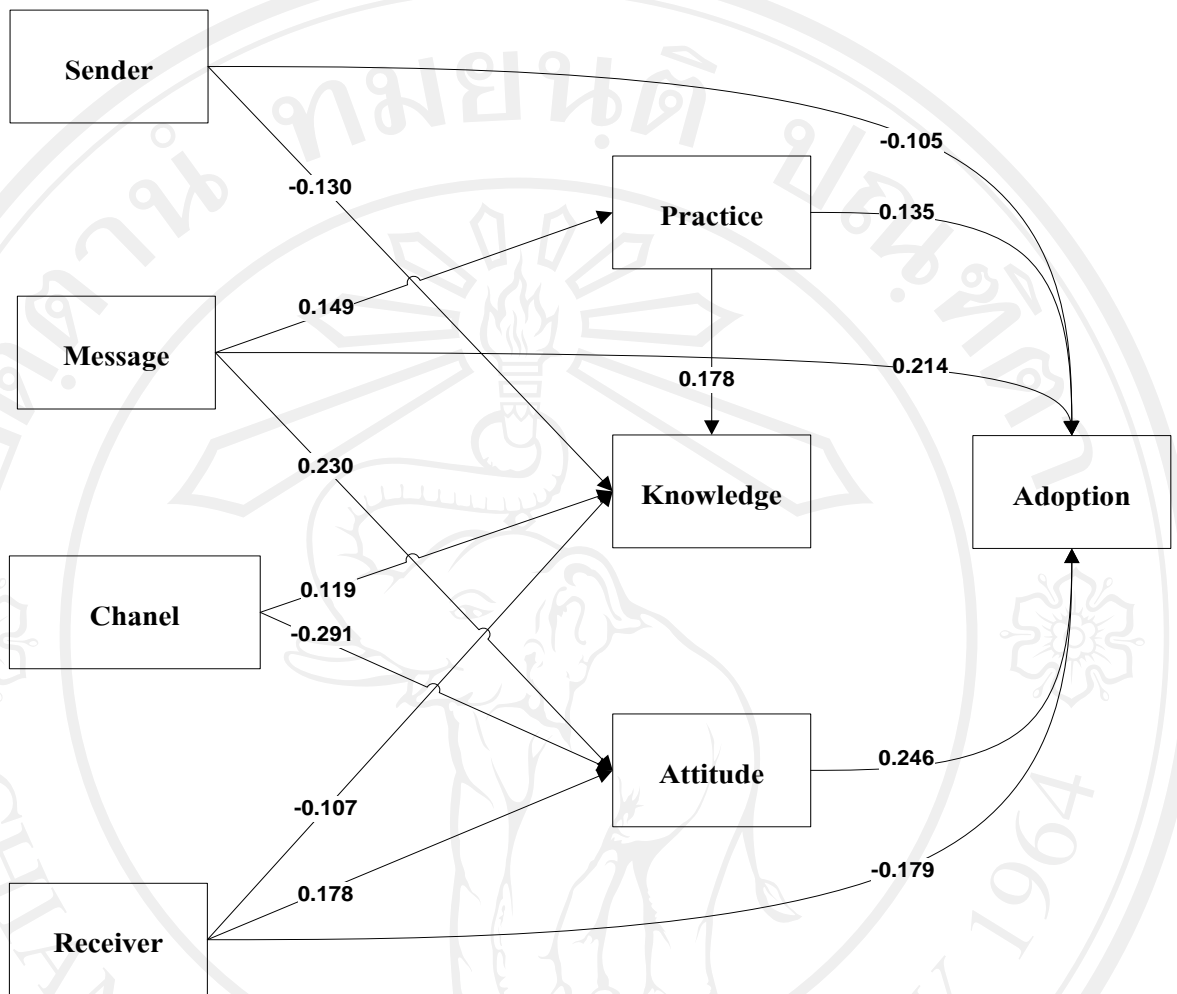 Sender
-0.105
-0.130
Practice
0.135
0.149
Message
0.214
0.178
0.230
Knowledge
Adoption
0.119
Chanel
-0.291
Attitude
0.246
-0.107
-0.179
0.178
Receiver
1964